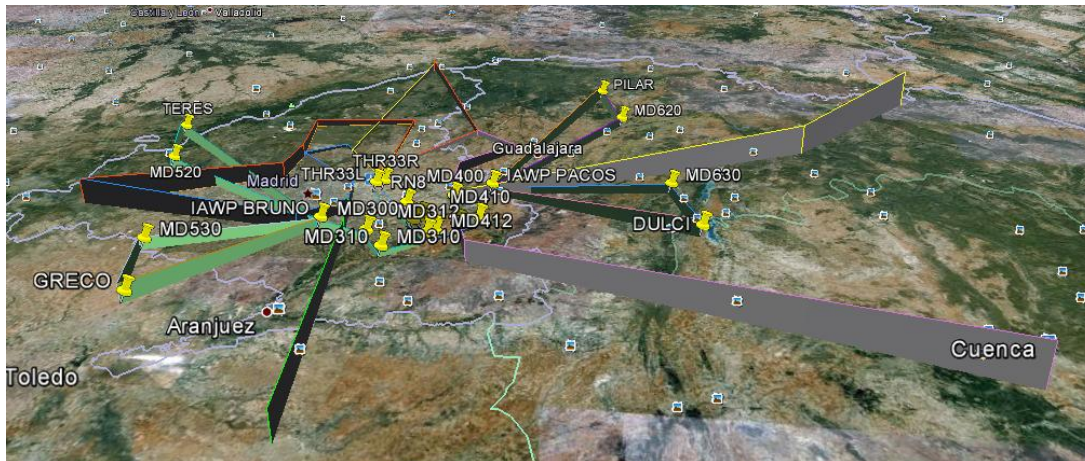 Castilla y León
Valladolid
PILAR
TERES
MD620
Guadalajara
THR33R
MD520
THR33L
Madrid
RN8
MD400
IAWP PACOS
MD630
MD410
IAWP BRUNO
MD300
MD312
MD412
MD530
MD310
MD310
DULCI
GRECO
Aranjuez
Cuenca
Toledo